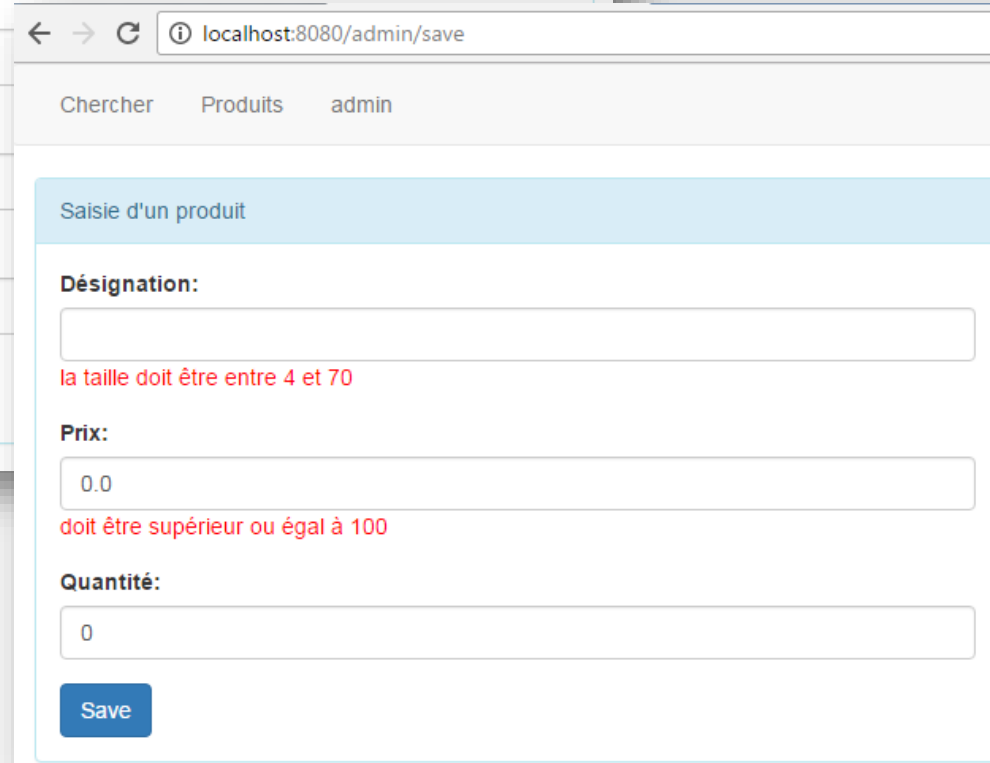 localhost:8080/admin/save
Chercher Produits admin
Saisie d'un produit
Désignation:
la taille doit être entre 4 et 70
Prix:
0.0
doit être supérieur ou égal à 100
Quantité:
0
Save